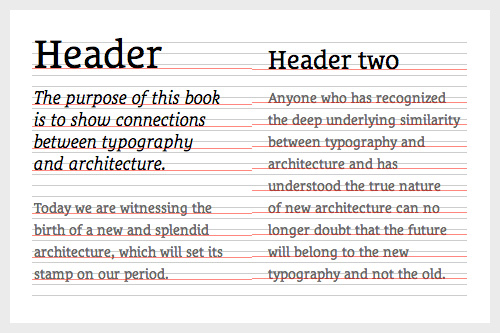 Header
The purpose of this book
is to show connections
between typography
and architecture.
Today we are witnessing the
birth of a new and splendid
architecture, which will set its
stamp on our period.
Header two
Anyone who has recognized
the deep underlying similarity
between typography and
architecture and has
understood the true nature
of new architecture can no
longer doubt that the future
will belong to the new
typography and not the old.